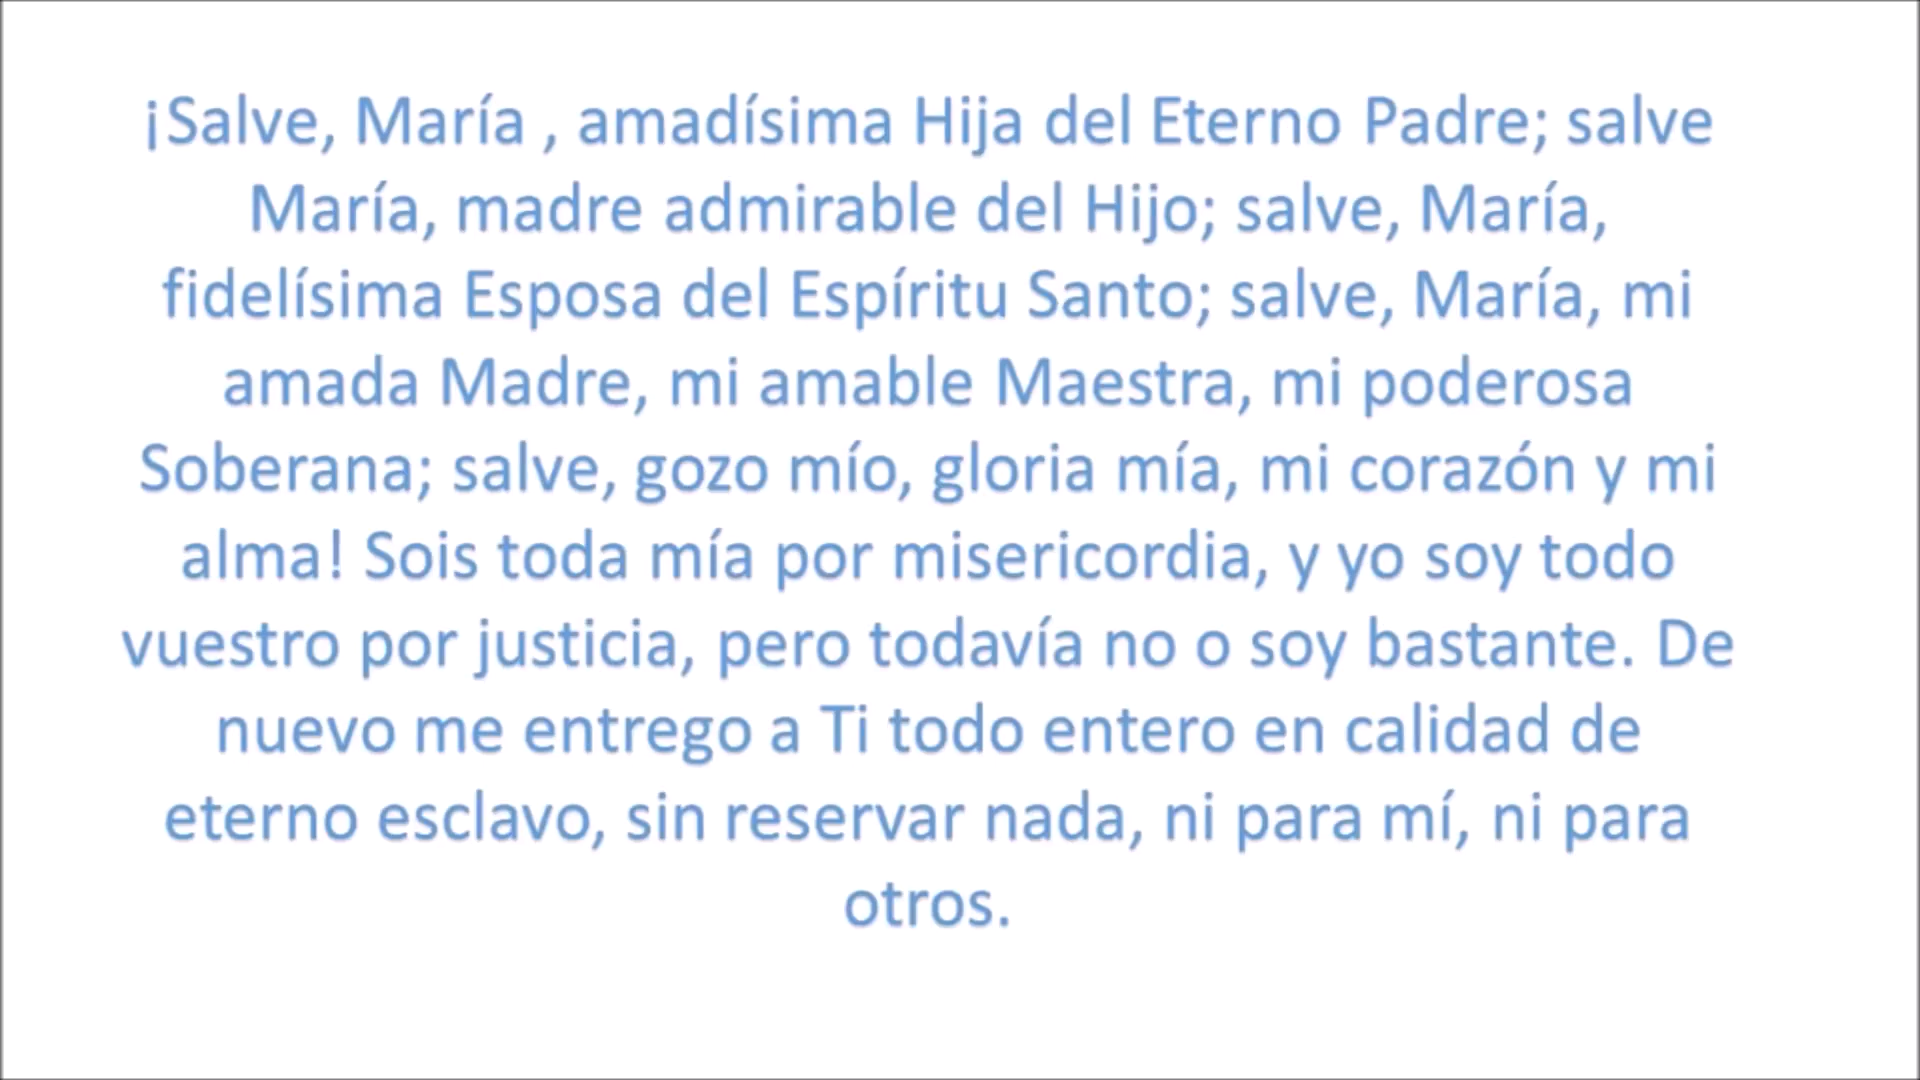 ¡Salve, María , amadísima Hija del Eterno Padre; salve
María, madre admirable del Hijo; salve, María,
fidelísima Esposa del Espíritu Santo; salve, María, mi
amada Madre, mi amable Maestra, mi poderosa
Soberana; salve, gozo mío, gloria mía, mi corazón y mi
alma! Sois toda mía por misericordia, y yo soy todo
vuestro por justicia, pero todavía no o soy bastante. De
nuevo me entrego a Ti todo entero en calidad de
eterno esclavo, sin reservar nada, ni para mí, ni para
otros.